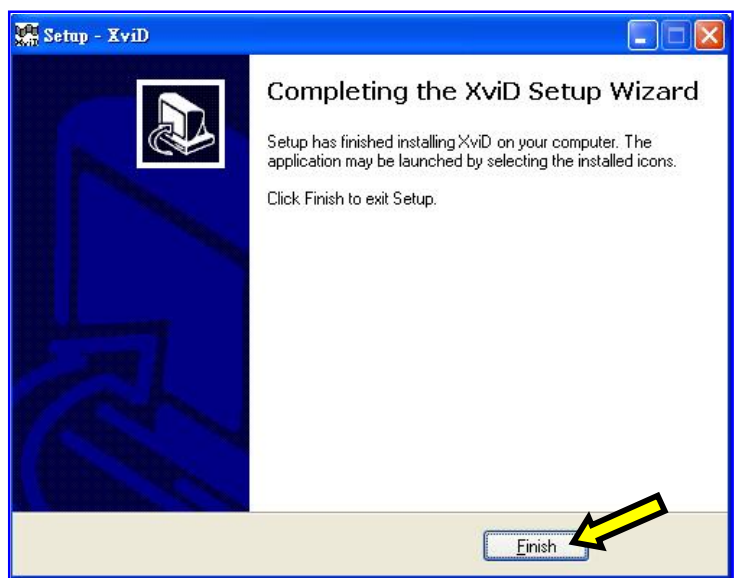 Setup - XviD
Completing the XviD Setup Wizard
Setup has finished installing XviD on your computer. The
application may be launched by selecting the installed icons.
Click Finish to exit Setup.
Finish